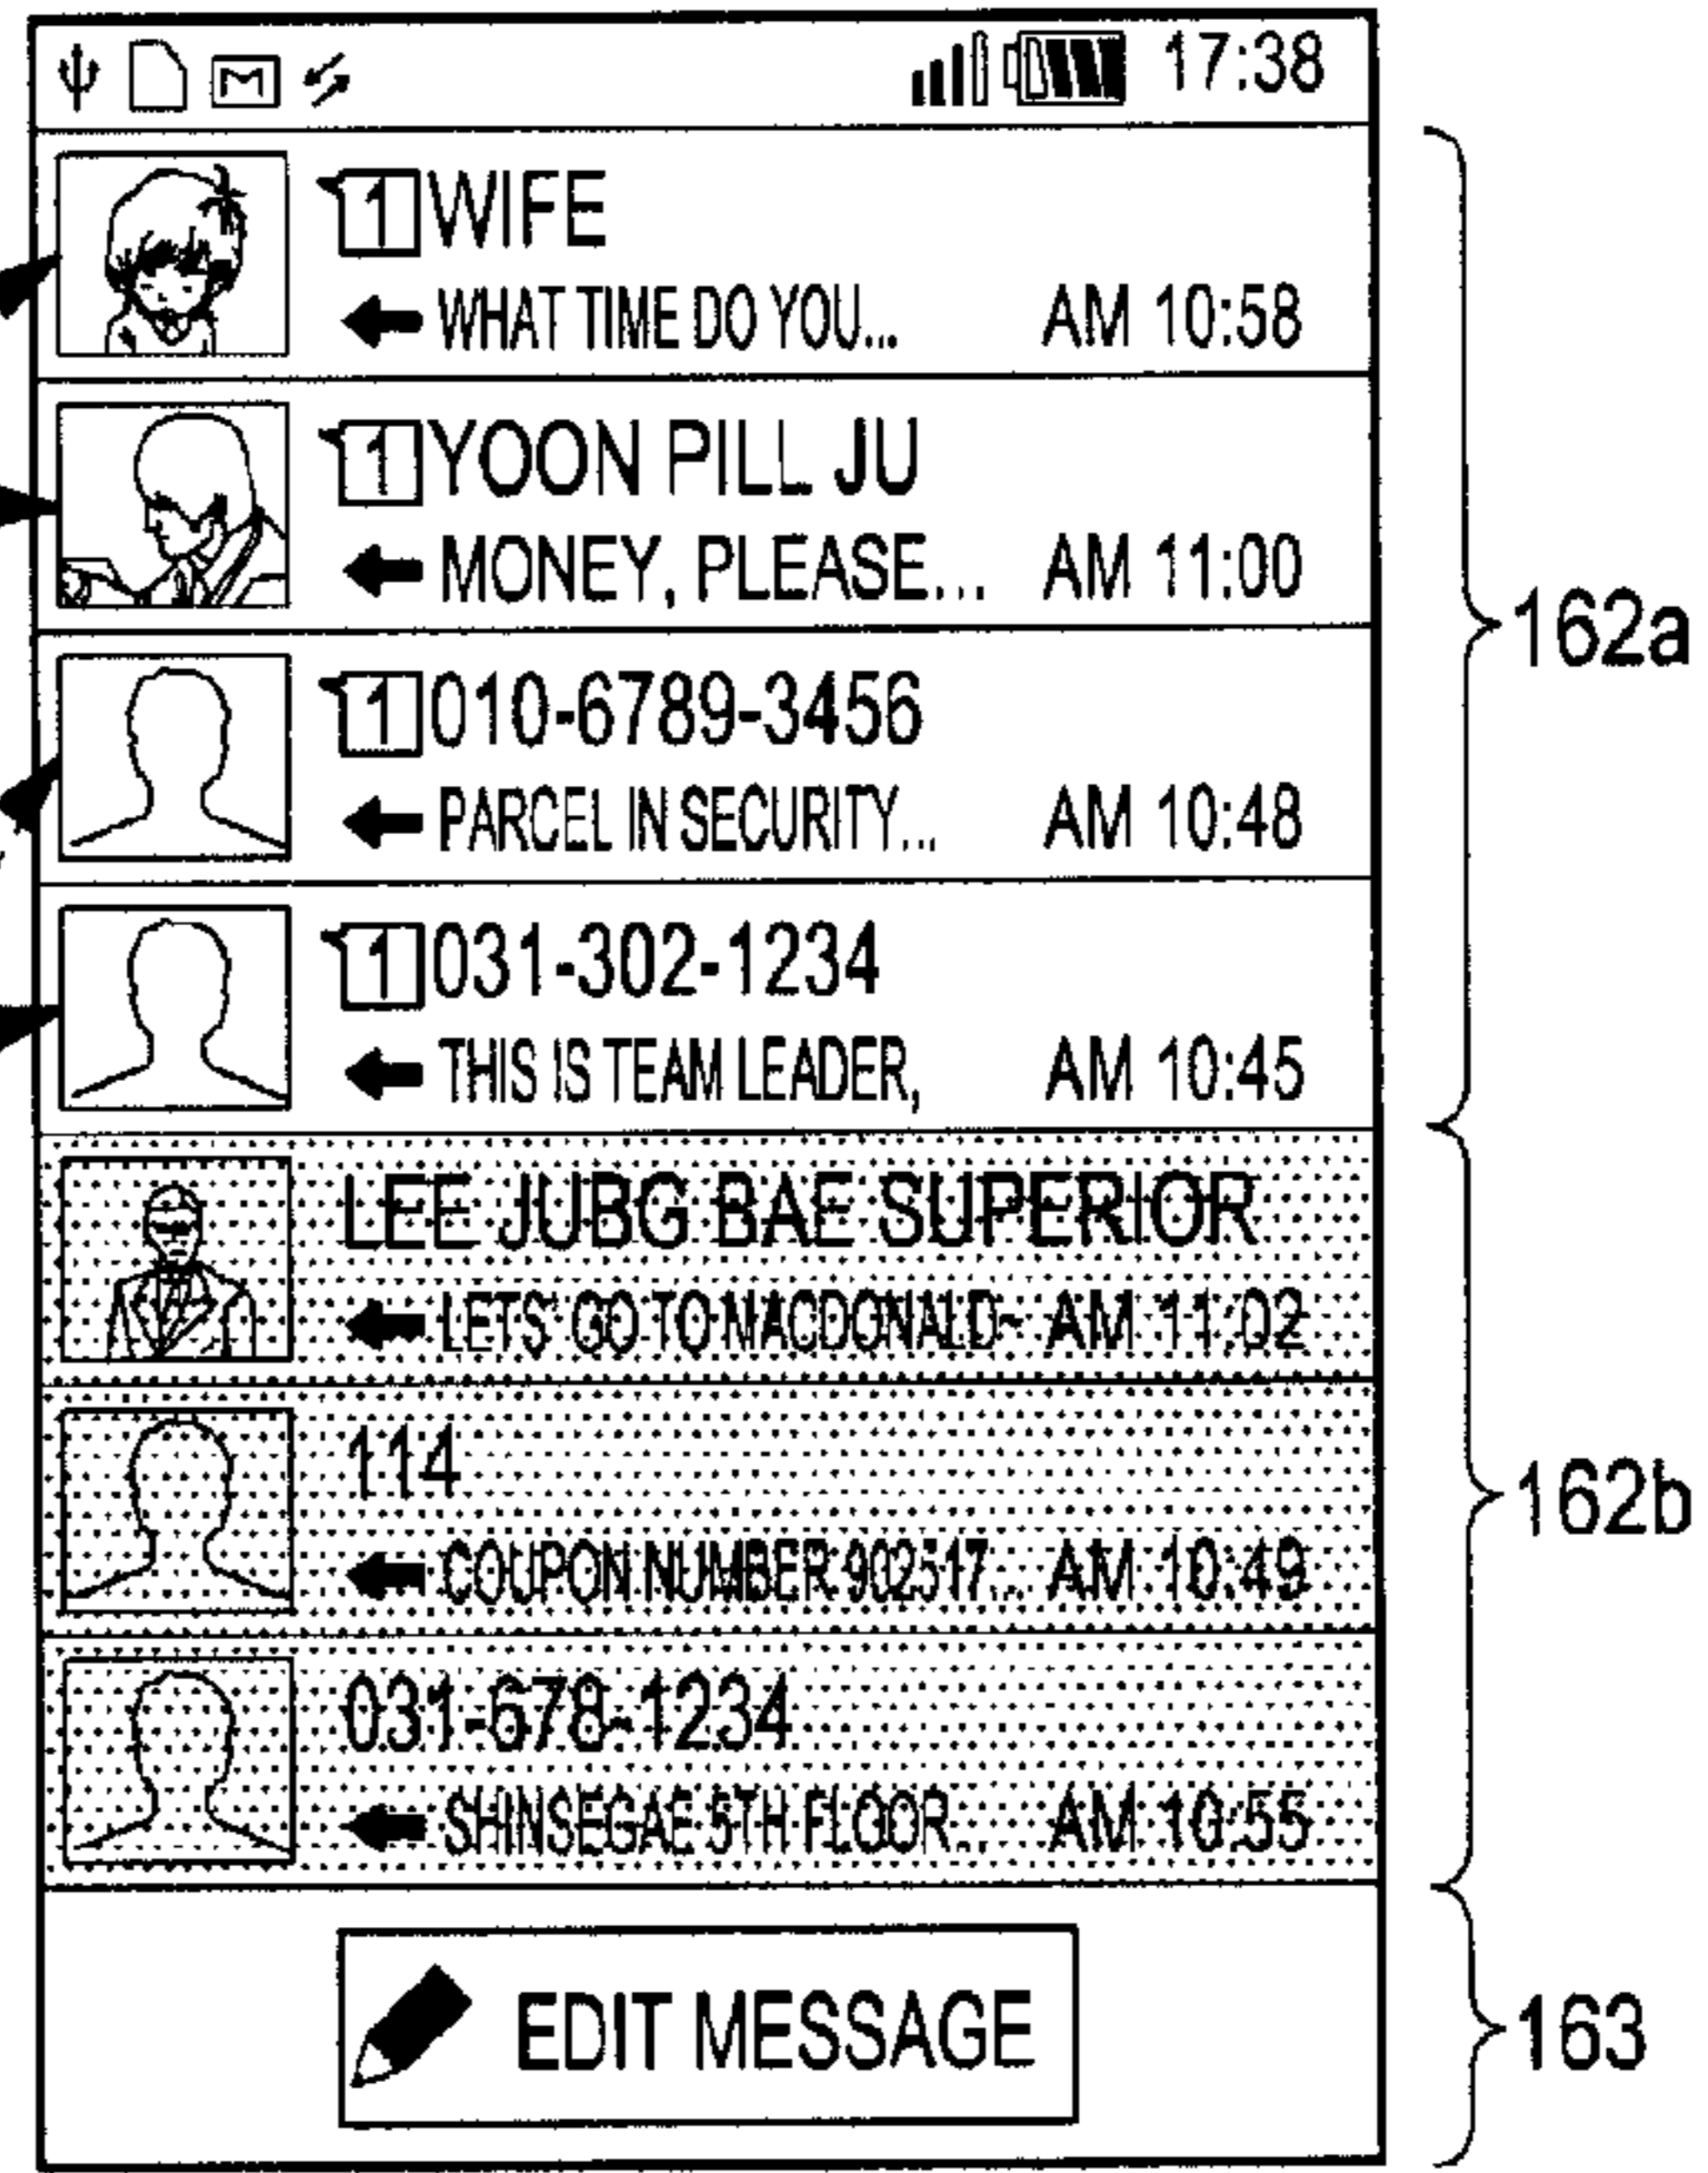 17:38
1 WIFE
WHAT TIME DO YOU... AM 10:58
1 YOON PILL JU
MONEY, PLEASE... AM 11:00
162a
1 010-6789-3456
PARCEL IN SECURITY... AM 10:48
1 031-302-1234
THIS IS TEAM LEADER, AM 10:45
LEE JUBG BAE SUPERIOR
LETS' GO TO MACDONALD~ AM 11:02
114
162b
COUPON NUMBER 902517... AM 10:49
031-678-1234
SHINSEGAE 5TH FLOOR... AM 10:55
EDIT MESSAGE
163